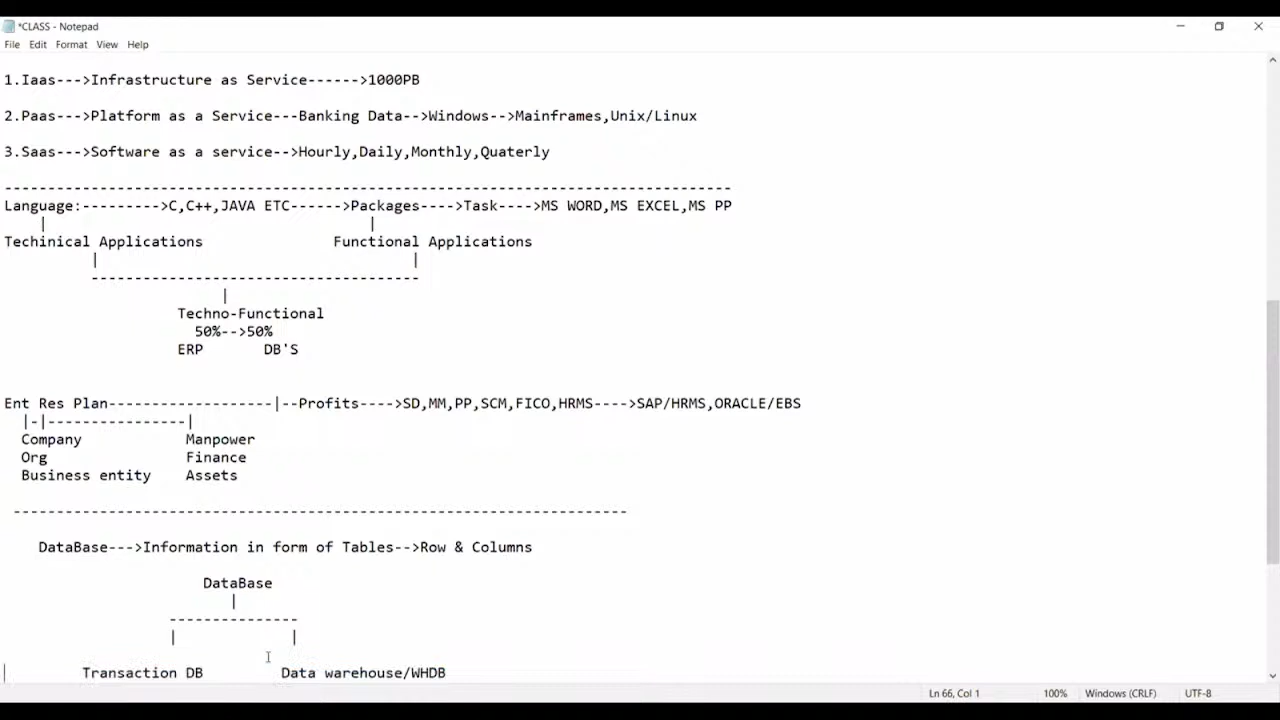 *CLASS - Notepad
File Edit Format View Help
1.Iaas--->Infrastructure as Service------>1000PB
2.Paas--->Platform as a Service---Banking Data-->Windows-->Mainframes,Unix/Linux
3.Saas--->Software as a service-->Hourly,Daily,Monthly,Quaterly
------------------------------------------------------------------------------------
Language:--------->C,C++,JAVA ETC------>Packages---->Task---->MS WORD,MS EXCEL,MS PP
| |
Techinical Applications Functional Applications
| |
--------------------------------------
|
Techno-Functional
50%-->50%
ERP DB'S
Ent Res Plan-------------------|--Profits---->SD,MM,PP,SCM,FICO,HRMS---->SAP/HRMS,ORACLE/EBS
|-|----------------|
Company Manpower
Org Finance
Business entity Assets
-----------------------------------------------------------------------
DataBase--->Information in form of Tables-->Row & Columns
DataBase
|
---------------
| |
Transaction DB Data warehouse/WHDB
Ln 66, Col 1 100% Windows (CRLF) UTF-8